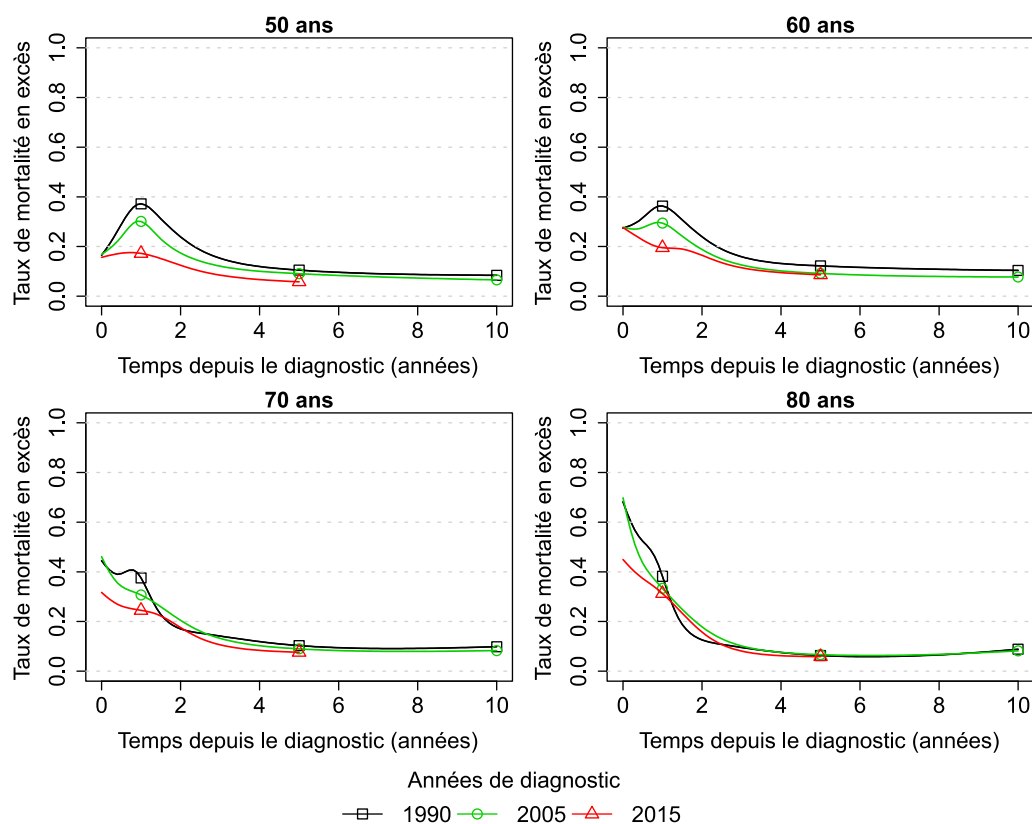 50 ans
Taux de mortalité en excès
0.0 0.2 0.4 0.6 0.8 1.0
0 2 4 6 8 10
Temps depuis le diagnostic (années)
60 ans
Taux de mortalité en excès
0.0 0.2 0.4 0.6 0.8 1.0
0 2 4 6 8 10
Temps depuis le diagnostic (années)
70 ans
Taux de mortalité en excès
0.0 0.2 0.4 0.6 0.8 1.0
0 2 4 6 8 10
Temps depuis le diagnostic (années)
80 ans
Taux de mortalité en excès
0.0 0.2 0.4 0.6 0.8 1.0
0 2 4 6 8 10
Temps depuis le diagnostic (années)
Années de diagnostic
1990 2005 2015